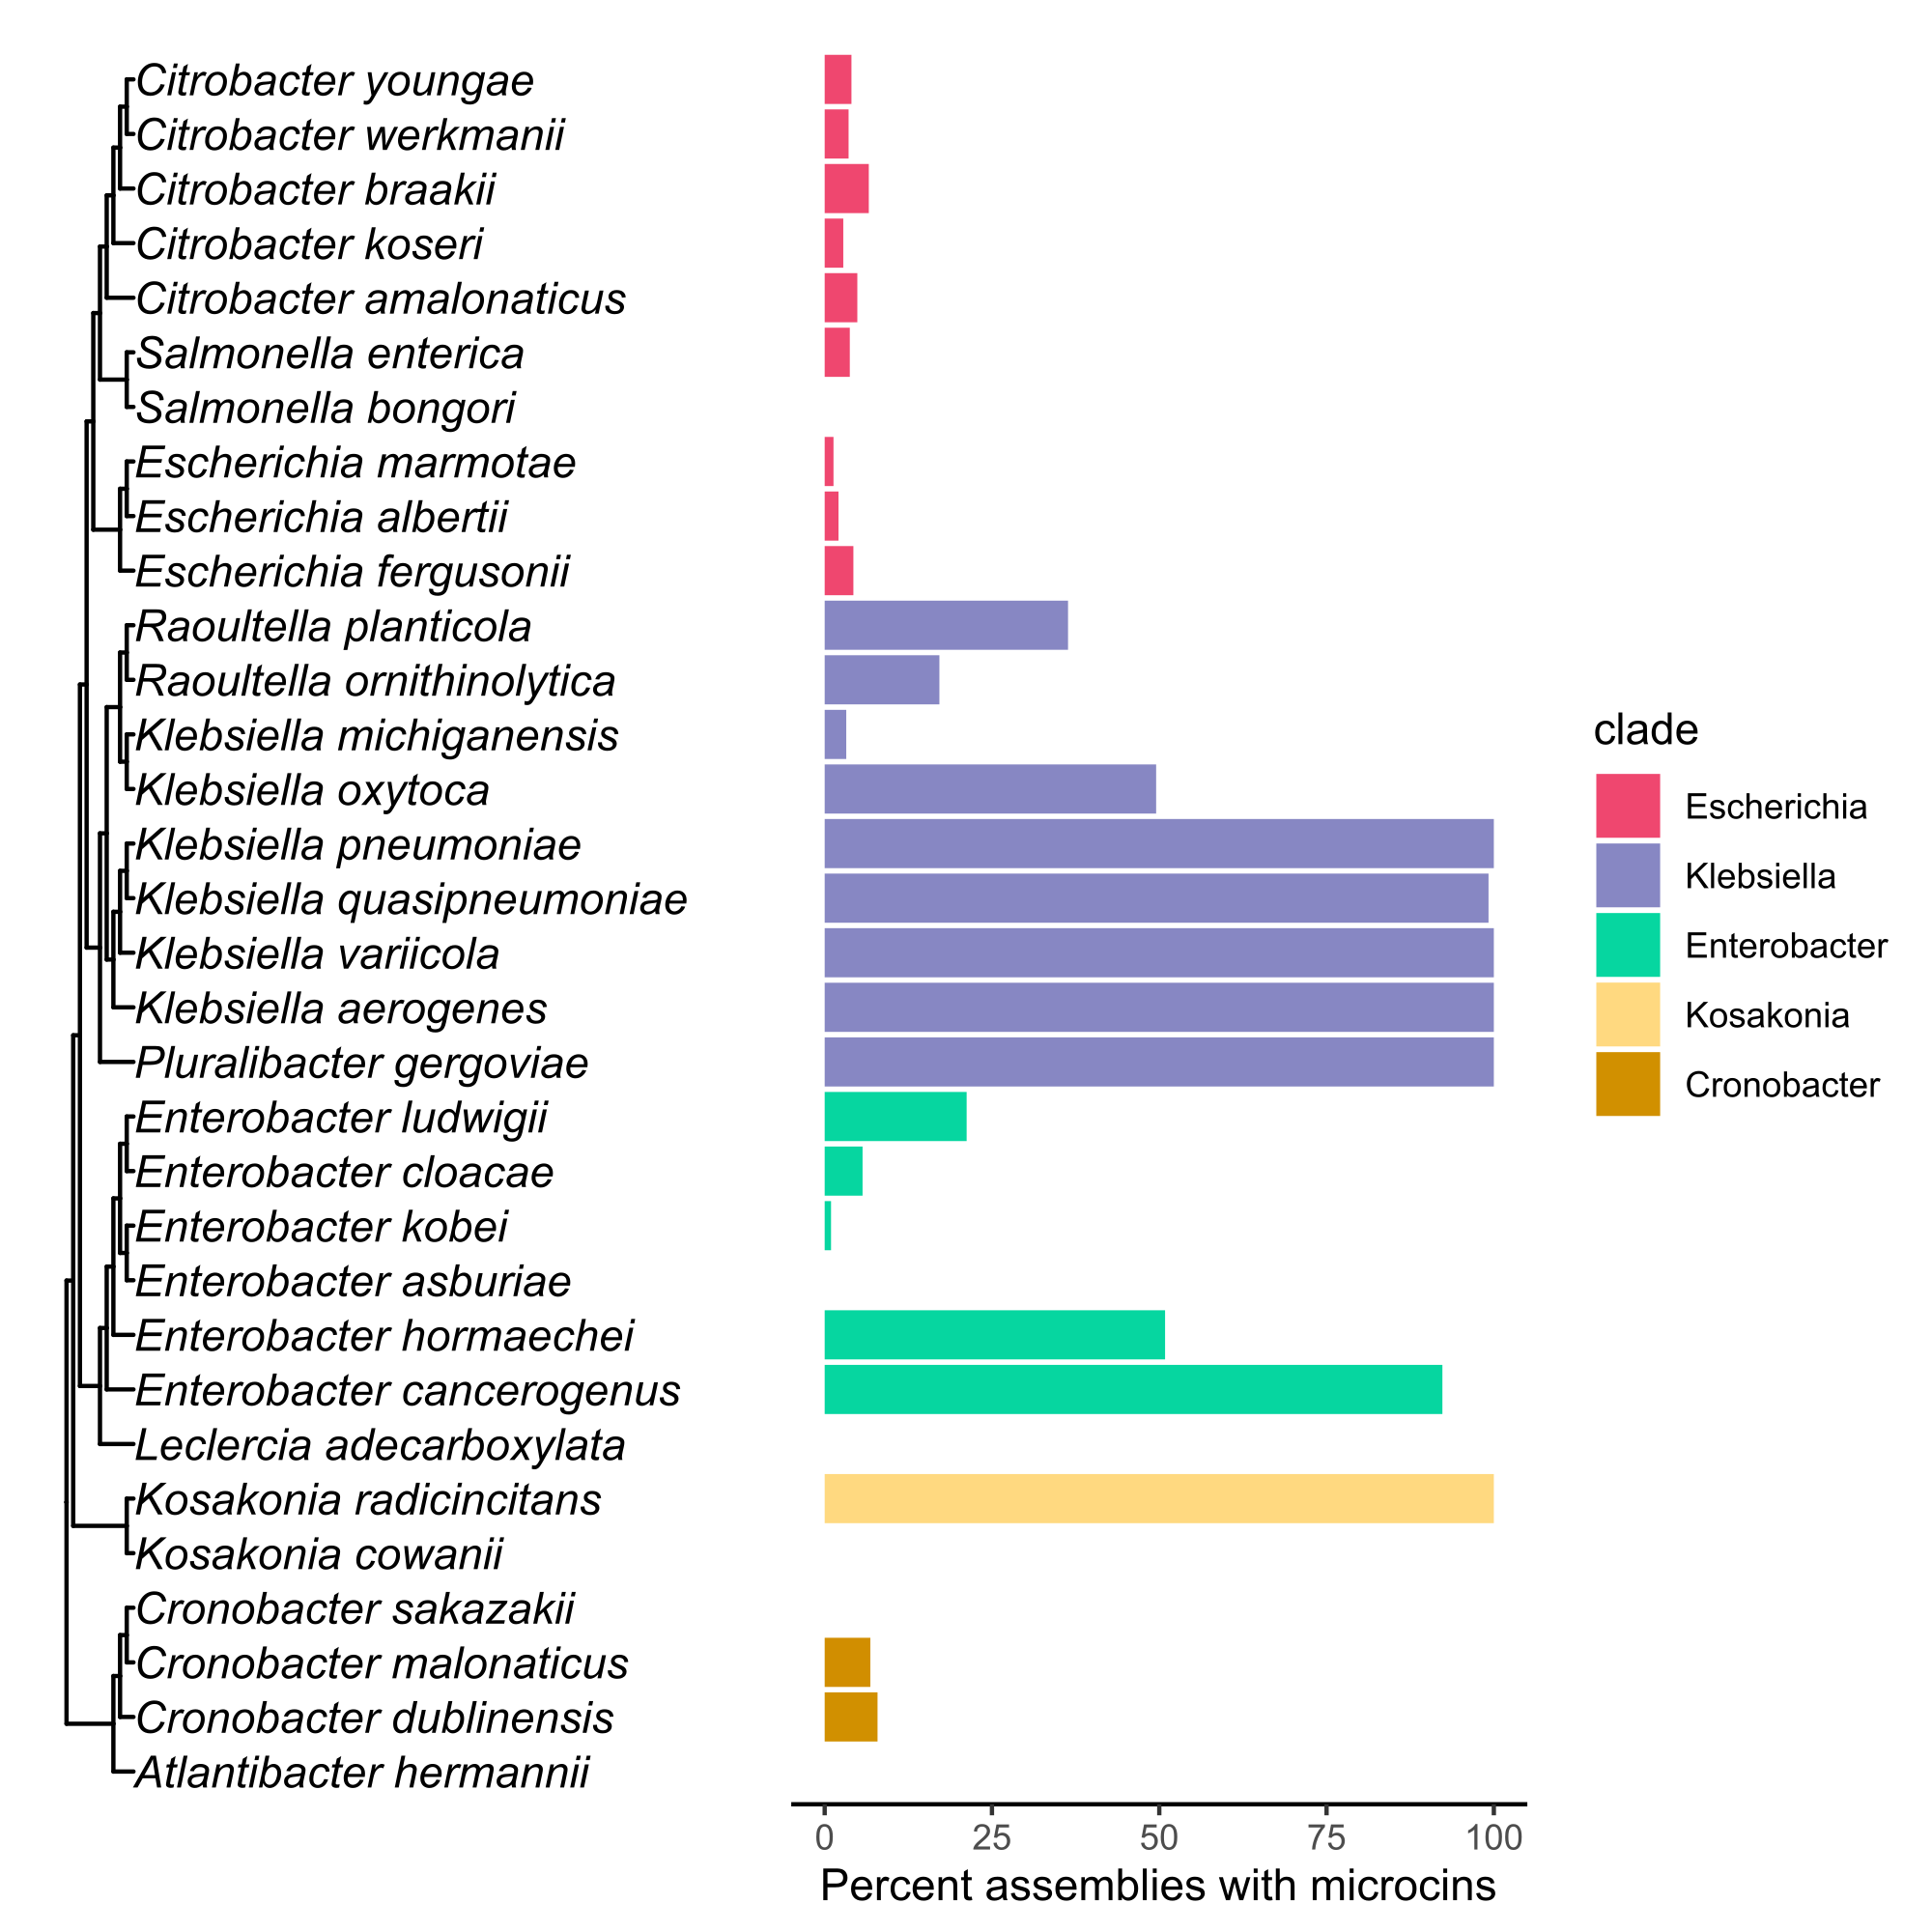 Citrobacter youngae
Citrobacter werkmanii
Citrobacter braakii
Citrobacter koseri
Citrobacter amalonaticus
Salmonella enterica
Salmonella bongori
Escherichia marmotae
Escherichia albertii
Escherichia fergusonii
Raoultella planticola
Raoultella ornithinolytica
Klebsiella michiganensis
Klebsiella oxytoca
Klebsiella pneumoniae
Klebsiella quasipneumoniae
Klebsiella variicola
Klebsiella aerogenes
Pluralibacter gergoviae
Enterobacter ludwigii
Enterobacter cloacae
Enterobacter kobei
Enterobacter asburiae
Enterobacter hormaechei
Enterobacter cancerogenus
Leclercia adecarboxylata
Kosakonia radicincitans
Kosakonia cowanii
Cronobacter sakazakii
Cronobacter malonaticus
Cronobacter dublinensis
Atlantibacter hermannii
0 25 50 75 100
Percent assemblies with microcins
clade
Escherichia
Klebsiella
Enterobacter
Kosakonia
Cronobacter